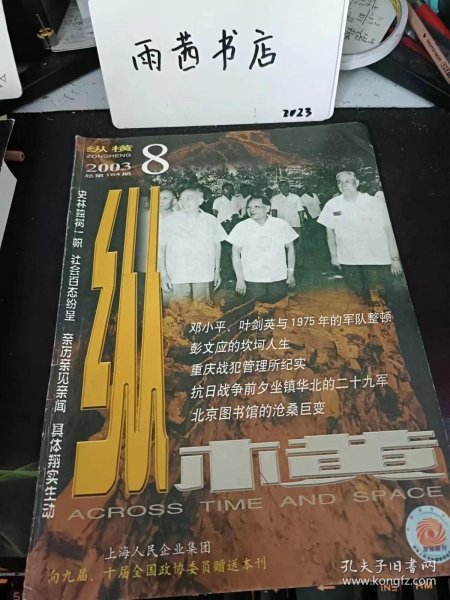 雨茜书店
2023
纵横
ZONGHENG
2003
8
总第164期
史林蕴树一帜 社会百态纷呈 亲历亲见亲闻 具体翔实生动
纵横
邓小平、叶剑英与1975年的军队整顿
彭文应的坎坷人生
重庆战犯管理所纪实
抗日战争前夕坐镇华北的二十九军
北京图书馆的沧桑巨变
ACROSS TIME AND SPACE
上海人民企业集团
向九届、十届全国政协委员赠送本刊
孔夫子旧书网